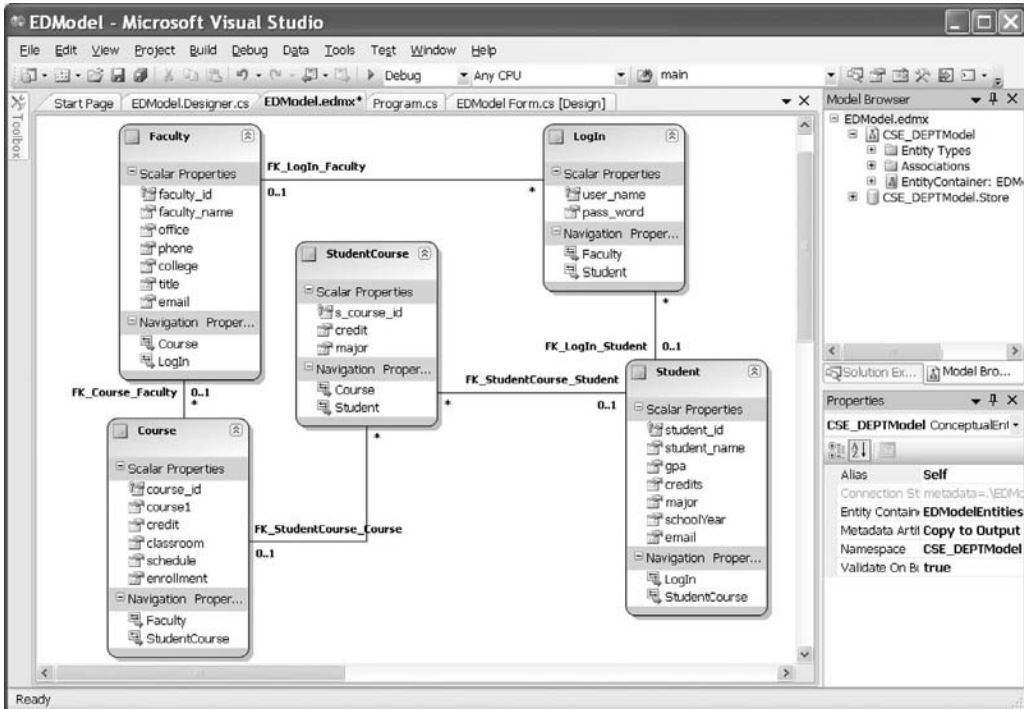 EDModel - Microsoft Visual Studio
File Edit View Project Build Debug Data Tools Test Window Help
Debug Any CPU main
Toolbox
Start Page EDModel.Designer.cs EDModel.edmx* Program.cs EDModel Form.cs [Design]
Faculty
Scalar Properties
faculty_id
faculty_name
office
phone
college
title
email
Navigation Proper...
Course
LogIn
FK_LogIn_Faculty
0..1
*
LogIn
Scalar Properties
user_name
pass_word
Navigation Proper...
Faculty
Student
StudentCourse
Scalar Properties
s_course_id
credit
major
Navigation Proper...
Course
Student
*
FK_LogIn_Student 0..1
FK_StudentCourse_Student
*
0..1
Student
Scalar Properties
student_id
student_name
gpa
credits
major
schoolYear
email
Navigation Proper...
LogIn
StudentCourse
FK_Course_Faculty 0..1
*
Course
Scalar Properties
course_id
course1
credit
classroom
schedule
enrollment
Navigation Proper...
Faculty
StudentCourse
*
FK_StudentCourse_Course
0..1
Model Browser
EDModel.edmx
CSE_DEPTModel
Entity Types
Associations
EntityContainer: EDM
CSE_DEPTModel.Store
Solution Ex... Model Bro...
Properties
CSE_DEPTModel ConceptualEnt
Alias Self
Connection St metadata=.\EDMo
Entity Contain EDModelEntities
Metadata Artif Copy to Output
Namespace CSE_DEPTModel
Validate On Bu true
Ready